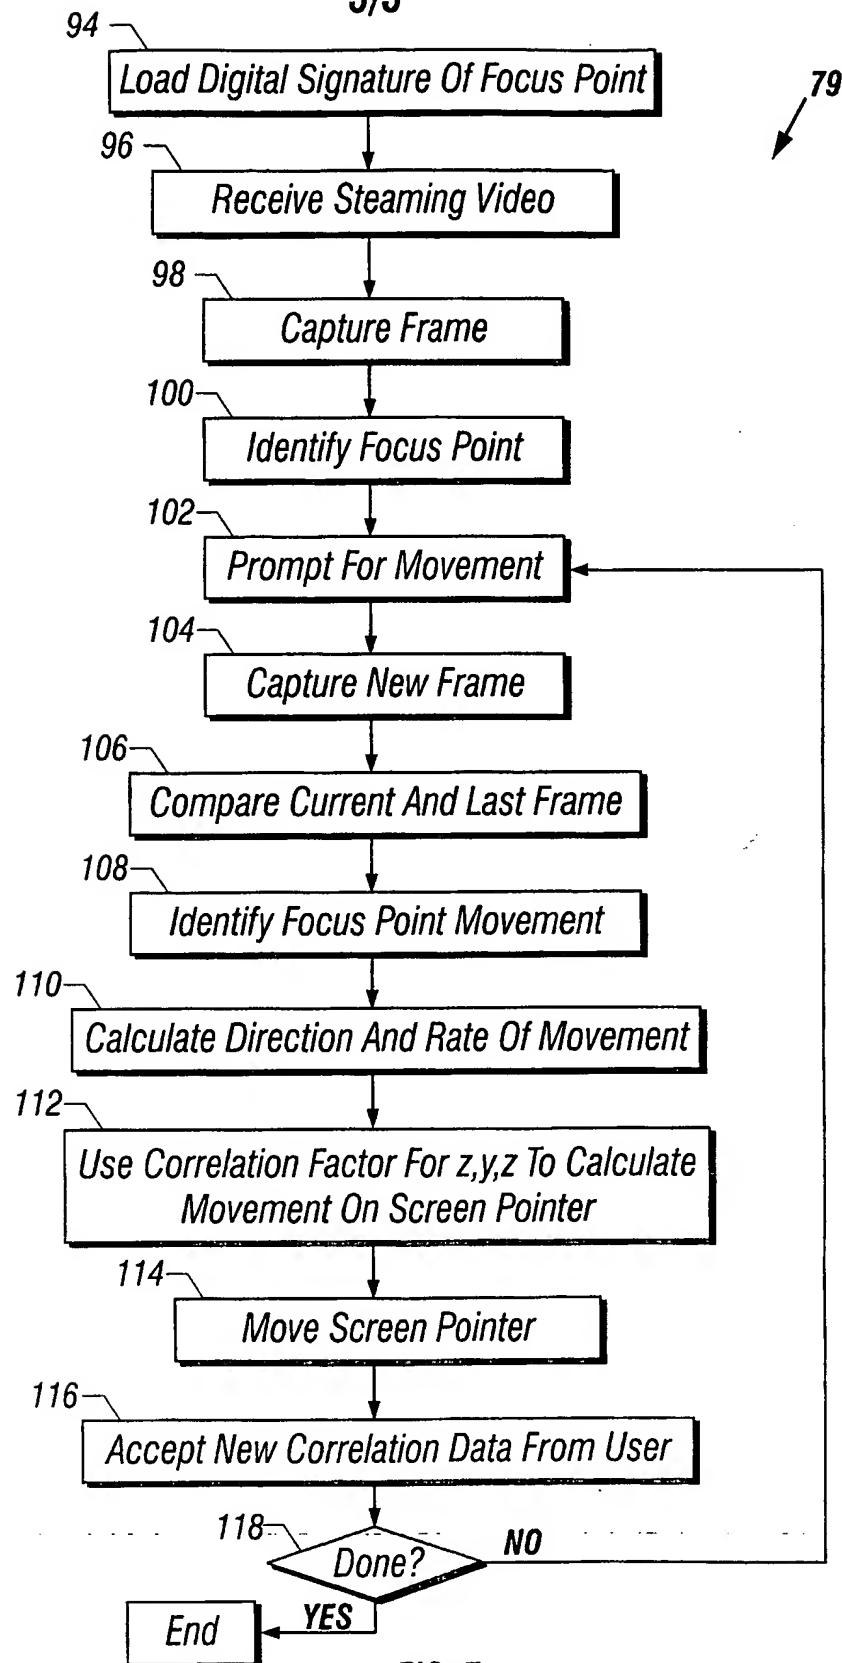 94
Load Digital Signature Of Focus Point
79
96
Receive Steaming Video
98
Capture Frame
100
Identify Focus Point
102
Prompt For Movement
104
Capture New Frame
106
Compare Current And Last Frame
108
Identify Focus Point Movement
110
Calculate Direction And Rate Of Movement
112
Use Correlation Factor For z,y,z To Calculate
Movement On Screen Pointer
114
Move Screen Pointer
116
Accept New Correlation Data From User
118
Done?
NO
YES
End